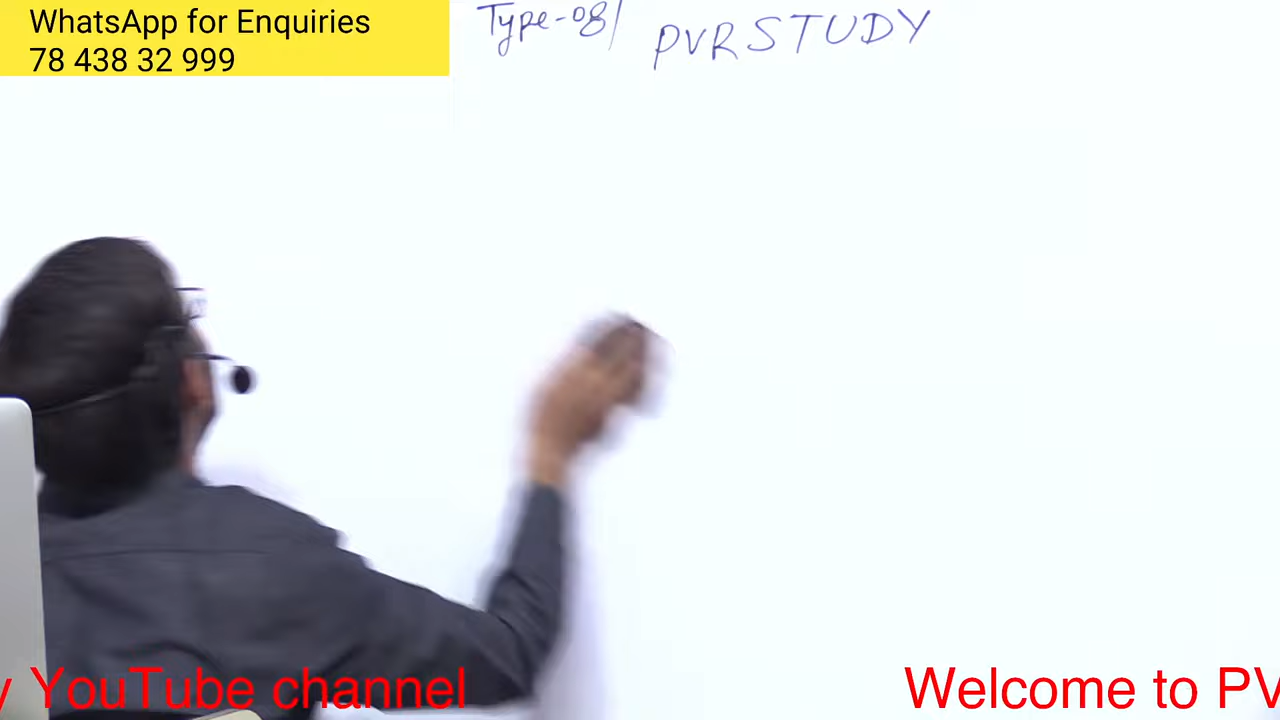 WhatsApp for Enquiries
78 438 32 999
Type-08/ PVRSTUDY
YouTube channel
Welcome to PV